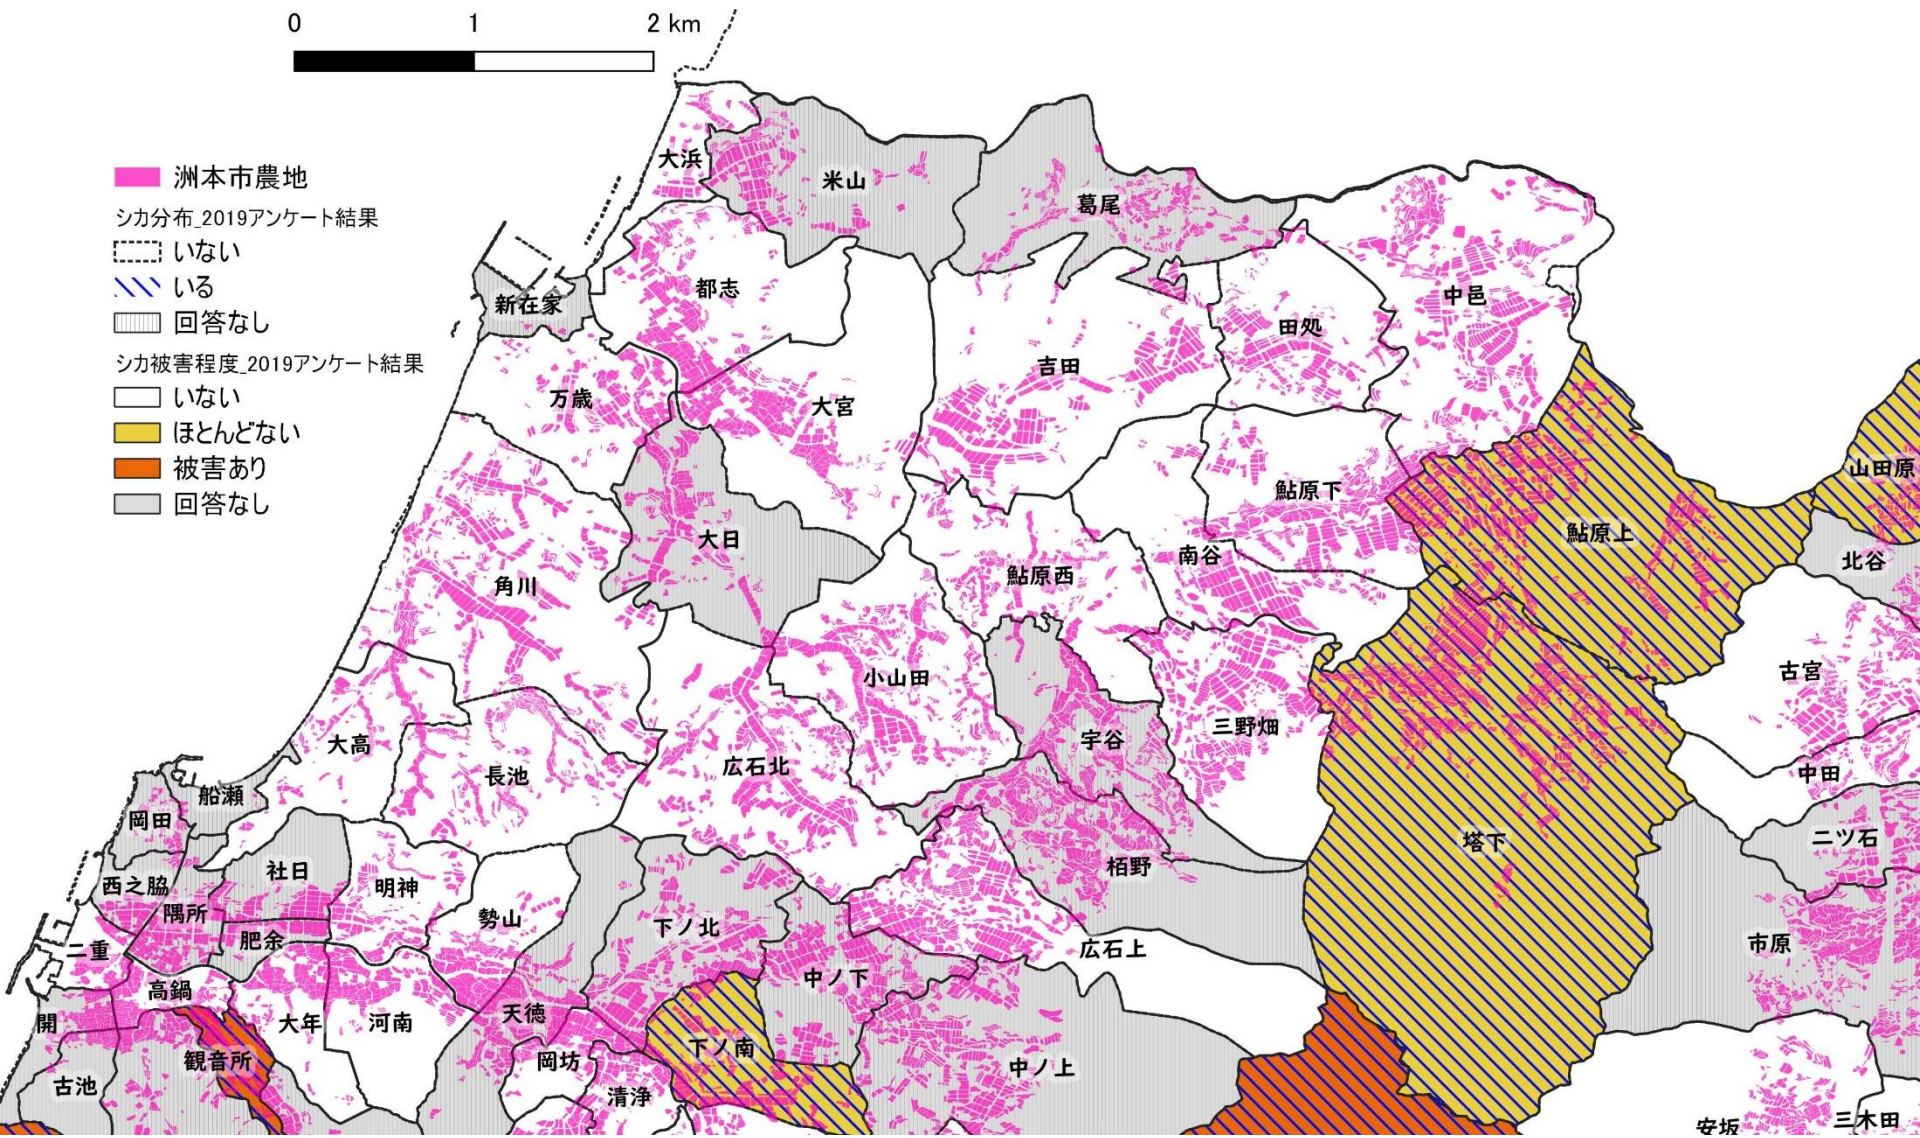 0 1 2 km
洲本市農地
シカ分布_2019アンケート結果
いない
いる
回答なし
シカ被害程度_2019アンケート結果
いない
ほとんどない
被害あり
回答なし
大浜
米山
葛尾
新在家
都志
中邑
田処
吉田
万歳
大宮
山田原
鮎原下
鮎原上
大日
南谷
北谷
鮎原西
角川
古宮
小山田
三野畑
宇谷
大高
広石北
長池
中田
船瀬
岡田
塔下
二ツ石
栢野
社日
西之脇
明神
隅所
勢山
下ノ北
肥余
二重
広石上
市原
中ノ下
高鍋
天徳
開
大年
河南
下ノ南
観音所
岡坊
中ノ上
古池
清浄
三木田
安坂